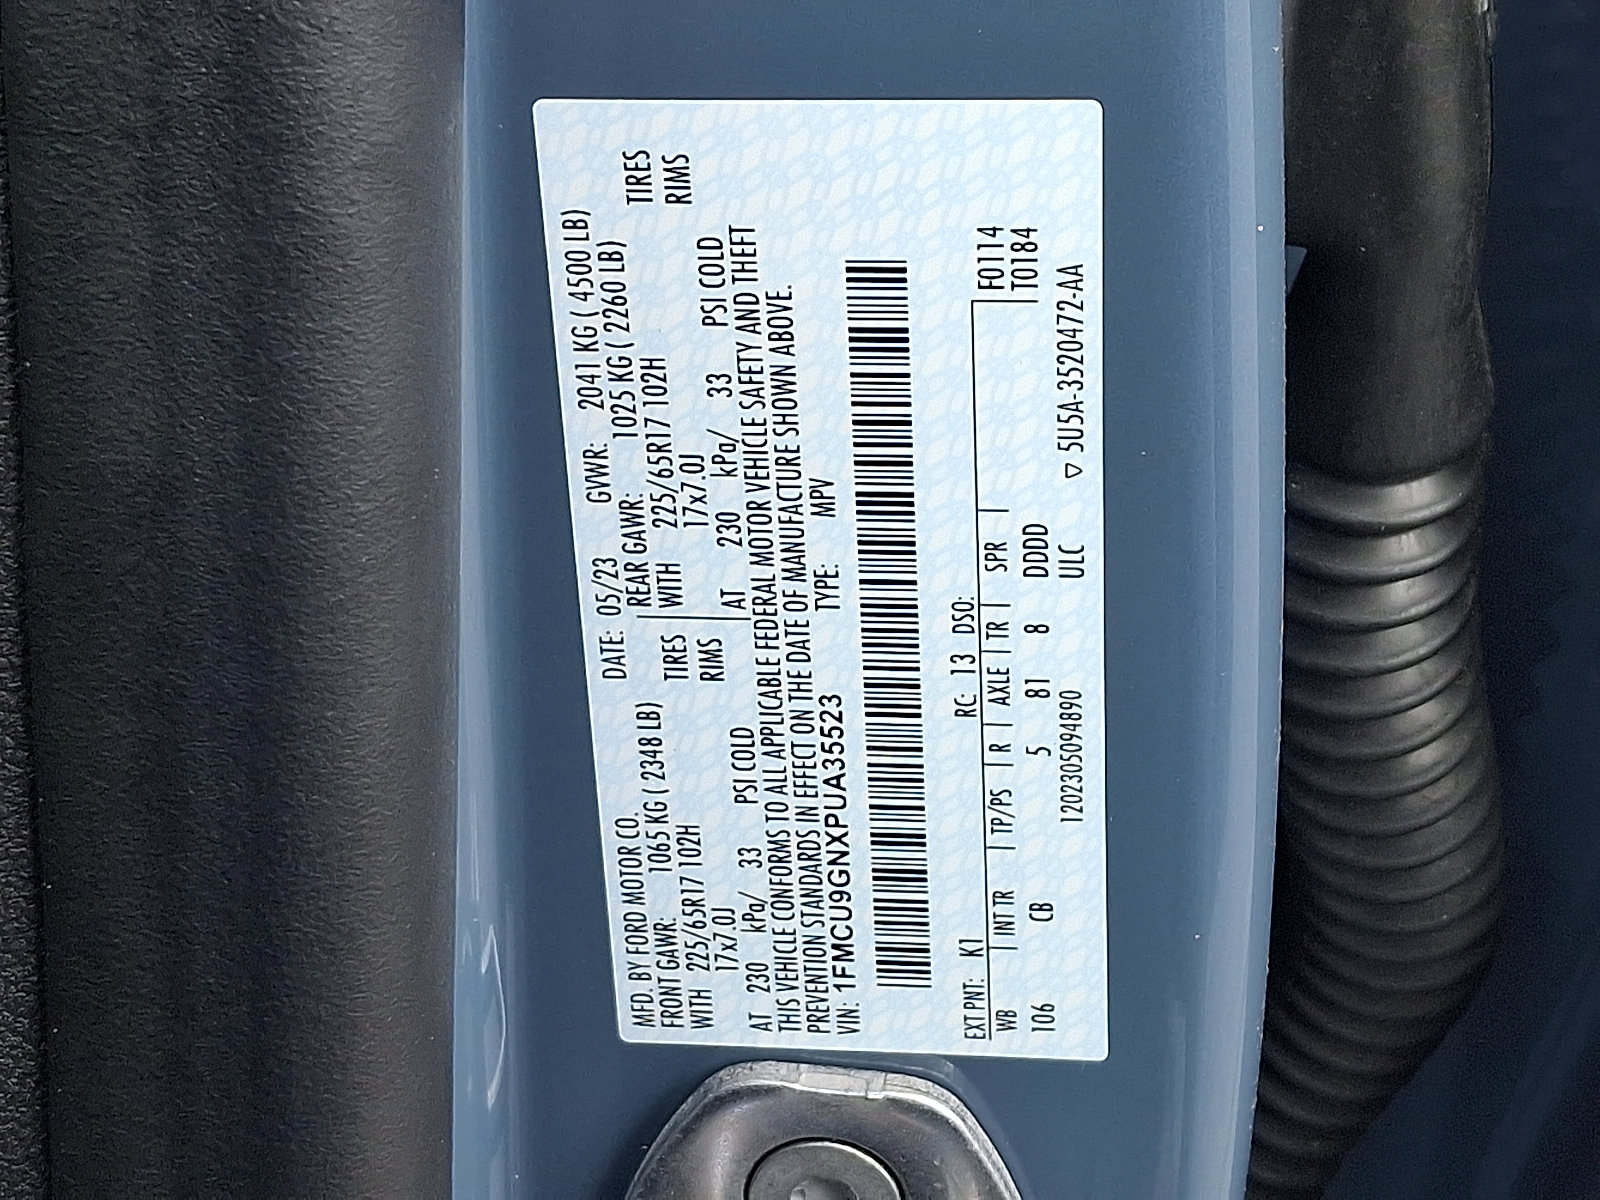 MFD. BY FORD MOTOR CO. DATE: 05/23 GVWR: 2041 KG ( 4500 LB)
FRONT GAWR: 1065 KG ( 2348 LB) REAR GAWR: 1025 KG ( 2260 LB)
WITH 225/65R17 102H TIRES WITH 225/65R17 102H TIRES
17x7.0J RIMS 17x7.0J RIMS
AT 230 kPa/ 33 PSI COLD AT 230 kPa/ 33 PSI COLD
THIS VEHICLE CONFORMS TO ALL APPLICABLE FEDERAL MOTOR VEHICLE SAFETY AND THEFT
PREVENTION STANDARDS IN EFFECT ON THE DATE OF MANUFACTURE SHOWN ABOVE.
VIN: 1FMCU9GNXPUA35523 TYPE: MPV
EXT PNT: K1 RC: 13 DSO:
WB | INT TR | TP/PS | R | AXLE | TR | SPR | F0114
106 CB 5 81 8 DDDD T0184
1202305094890 ULC ▽ 5U5A-3520472-AA